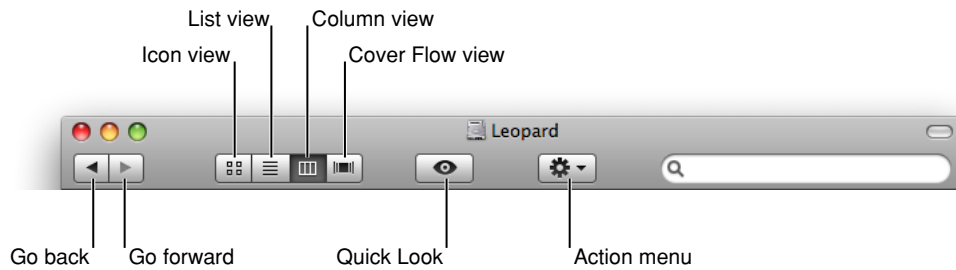 List view Column view
Icon view Cover Flow view
Leopard
Go back Go forward Quick Look Action menu